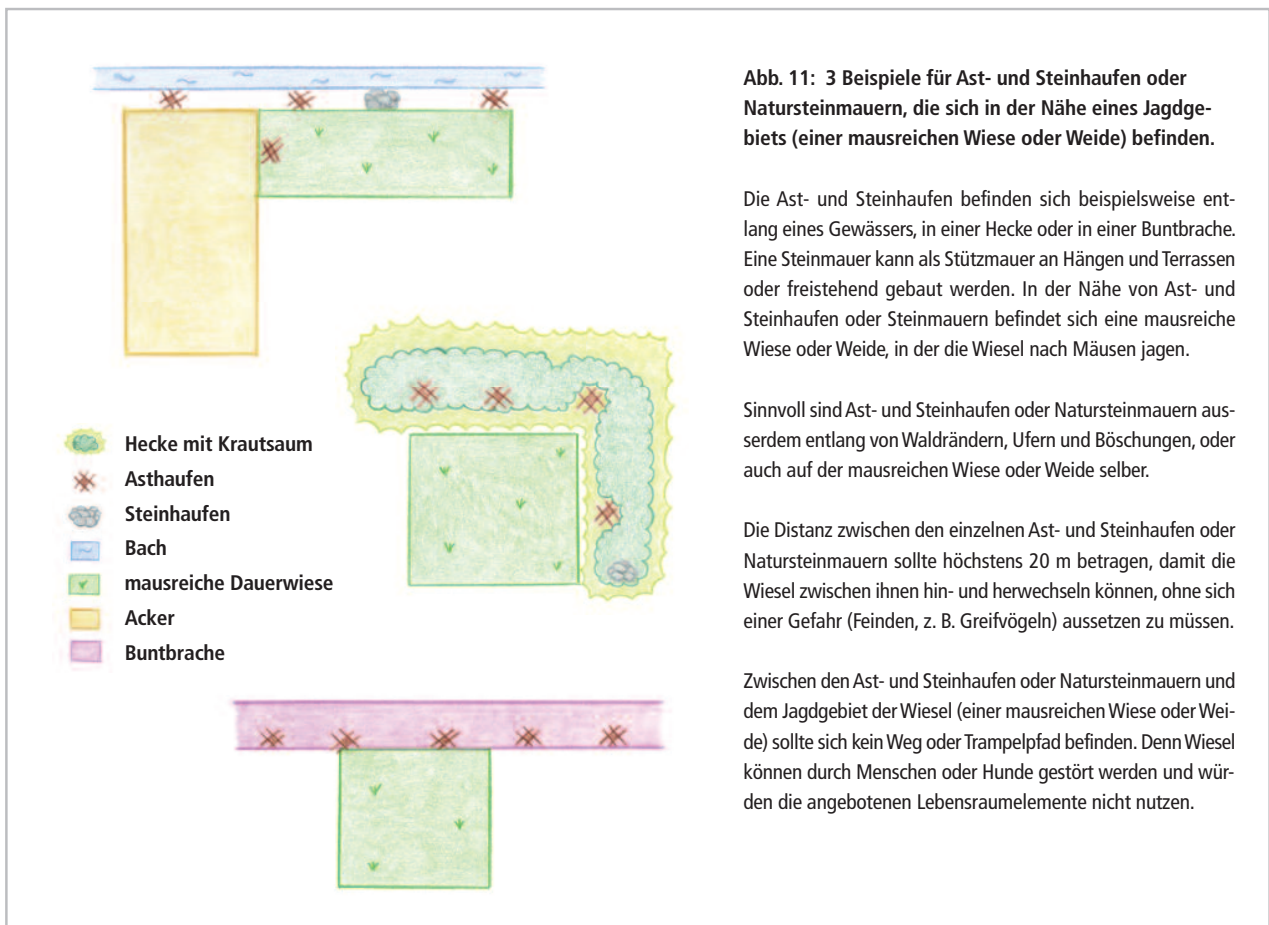 Abb. 11: 3 Beispiele für Ast- und Steinhaufen oder
Natursteinmauern, die sich in der Nähe eines Jagdge-
biets (einer mausreichen Wiese oder Weide) befinden.
Die Ast- und Steinhaufen befinden sich beispielsweise ent-
lang eines Gewässers, in einer Hecke oder in einer Buntbrache.
Eine Steinmauer kann als Stützmauer an Hängen und Terrassen
oder freistehend gebaut werden. In der Nähe von Ast- und
Steinhaufen oder Steinmauern befindet sich eine mausreiche
Wiese oder Weide, in der die Wiesel nach Mäusen jagen.
Sinnvoll sind Ast- und Steinhaufen oder Natursteinmauern aus-
serdem entlang von Waldrändern, Ufern und Böschungen, oder
auch auf der mausreichen Wiese oder Weide selber.
Die Distanz zwischen den einzelnen Ast- und Steinhaufen oder
Natursteinmauern sollte höchstens 20 m betragen, damit die
Wiesel zwischen ihnen hin- und herwechseln können, ohne sich
einer Gefahr (Feinden, z. B. Greifvögeln) aussetzen zu müssen.
Zwischen den Ast- und Steinhaufen oder Natursteinmauern und
dem Jagdgebiet der Wiesel (einer mausreichen Wiese oder Wei-
de) sollte sich kein Weg oder Trampelpfad befinden. Denn Wiesel
können durch Menschen oder Hunde gestört werden und wür-
den die angebotenen Lebensraumelemente nicht nutzen.
Hecke mit Krautsaum
Asthaufen
Steinhaufen
Bach
mausreiche Dauerwiese
Acker
Buntbrache